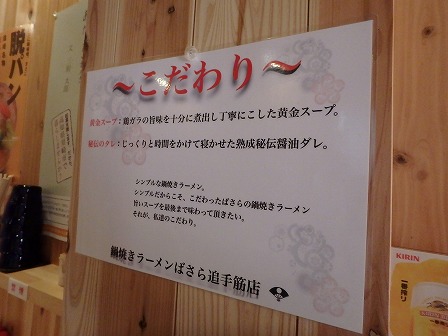 ～こだわり～
黄金スープ：鶏ガラの旨味を十分に煮出し丁寧にこした黄金スープ。
秘伝のタレ：じっくりと時間をかけて寝かせた熟成秘伝醤油ダレ。
シンプルな鍋焼きラーメン。
シンプルだからこそ、こだわったばさらの鍋焼きラーメン
旨いスープを最後まで味わって頂きたい。
それが、私達のこだわり。
鍋焼きラーメンばさら追手筋店
脱パン
KIRIN
一番搾り